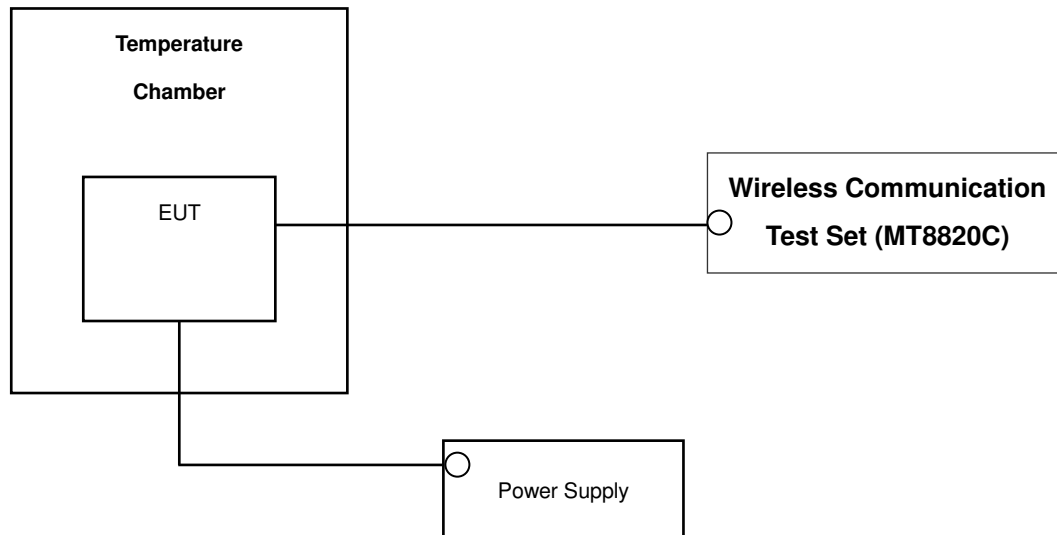 Temperature
Chamber
EUT
Wireless Communication
Test Set (MT8820C)
Power Supply